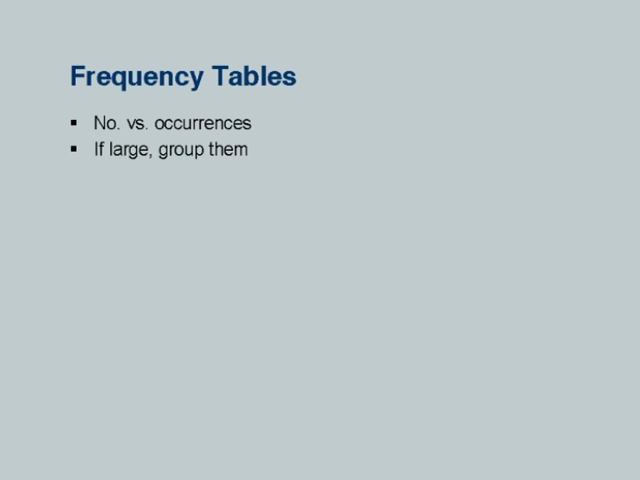 Frequency Tables
▪ No. vs. occurrences
▪ If large, group them